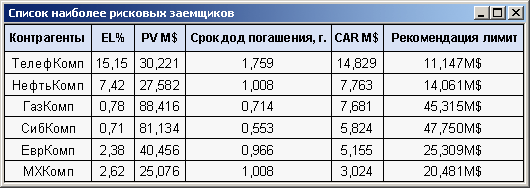 Список наиболее рисковых заемщиков
Контрагенты EL% PV M$ Срок дод погашения, г. CAR M$ Рекомендация лимит
ТелефКомп 15,15 30,221 1,759 14,829 11,147M$
НефтьКомп 7,42 27,582 1,008 7,763 14,061M$
ГазКомп 0,78 88,416 0,714 7,681 45,315M$
СибКомп 0,71 81,134 0,553 5,824 47,750M$
ЕврКомп 2,38 40,456 0,966 5,155 25,309M$
МХКомп 2,62 25,076 1,008 3,024 20,481M$